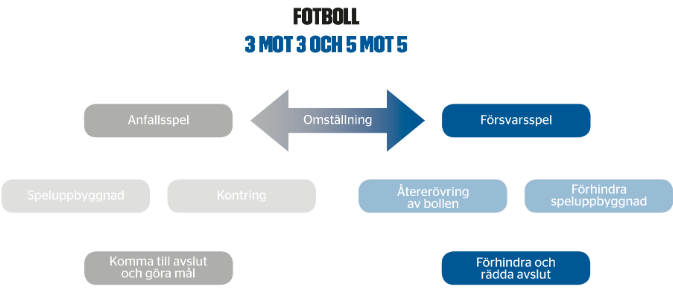 FOTBOLL
3 MOT 3 OCH 5 MOT 5
Anfallsspel
Omställning
Försvarsspel
Speluppbyggnad
Kontring
Återerövring
av bollen
Förhindra
speluppbyggnad
Komma till avslut
och göra mål
Förhindra och
rädda avslut